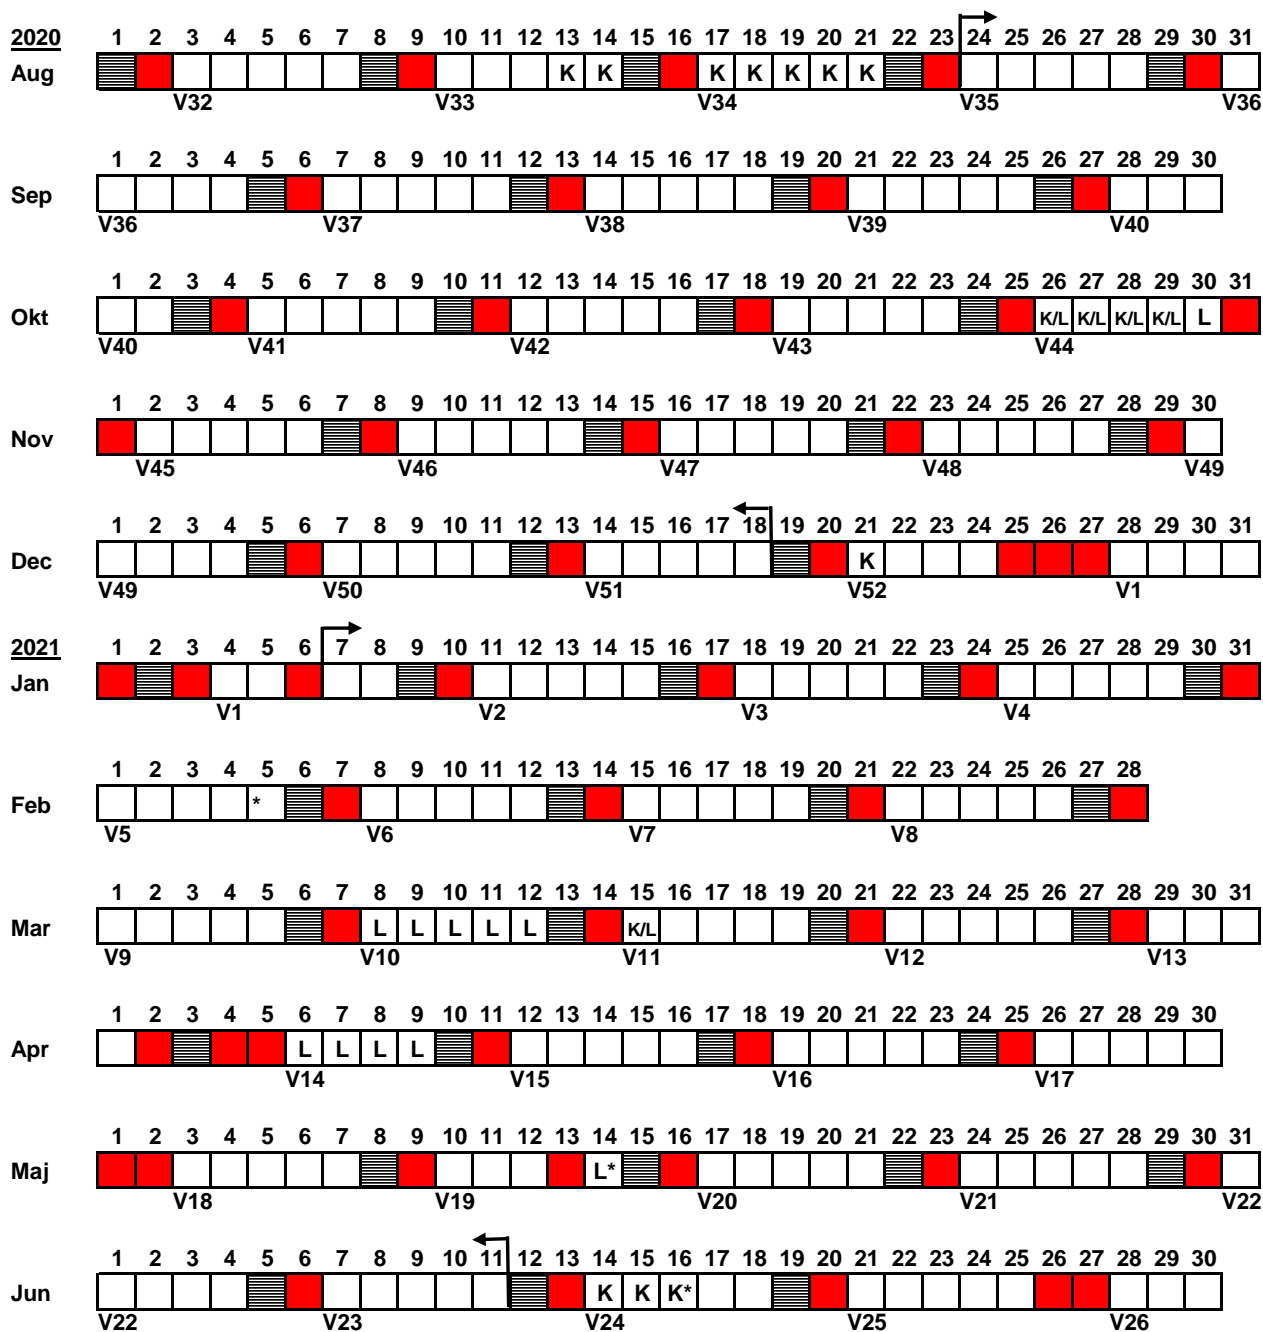 2020 1 2 3 4 5 6 7 8 9 10 11 12 13 14 15 16 17 18 19 20 21 22 23 24 25 26 27 28 29 30 31
Aug K K K K K K K
V32 V33 V34 V35 V36
1 2 3 4 5 6 7 8 9 10 11 12 13 14 15 16 17 18 19 20 21 22 23 24 25 26 27 28 29 30
Sep
V36 V37 V38 V39 V40
1 2 3 4 5 6 7 8 9 10 11 12 13 14 15 16 17 18 19 20 21 22 23 24 25 26 27 28 29 30 31
Okt K/L K/L K/L K/L L
V40 V41 V42 V43 V44
1 2 3 4 5 6 7 8 9 10 11 12 13 14 15 16 17 18 19 20 21 22 23 24 25 26 27 28 29 30
Nov
V45 V46 V47 V48 V49
1 2 3 4 5 6 7 8 9 10 11 12 13 14 15 16 17 18 19 20 21 22 23 24 25 26 27 28 29 30 31
Dec K
V49 V50 V51 V52 V1
2021 1 2 3 4 5 6 7 8 9 10 11 12 13 14 15 16 17 18 19 20 21 22 23 24 25 26 27 28 29 30 31
Jan
V1 V2 V3 V4
1 2 3 4 5 6 7 8 9 10 11 12 13 14 15 16 17 18 19 20 21 22 23 24 25 26 27 28
Feb *
V5 V6 V7 V8
1 2 3 4 5 6 7 8 9 10 11 12 13 14 15 16 17 18 19 20 21 22 23 24 25 26 27 28 29 30 31
Mar L L L L L K/L
V9 V10 V11 V12 V13
1 2 3 4 5 6 7 8 9 10 11 12 13 14 15 16 17 18 19 20 21 22 23 24 25 26 27 28 29 30
Apr L L L L
V14 V15 V16 V17
1 2 3 4 5 6 7 8 9 10 11 12 13 14 15 16 17 18 19 20 21 22 23 24 25 26 27 28 29 30 31
Maj L*
V18 V19 V20 V21 V22
1 2 3 4 5 6 7 8 9 10 11 12 13 14 15 16 17 18 19 20 21 22 23 24 25 26 27 28 29 30
Jun K K K*
V22 V23 V24 V25 V26